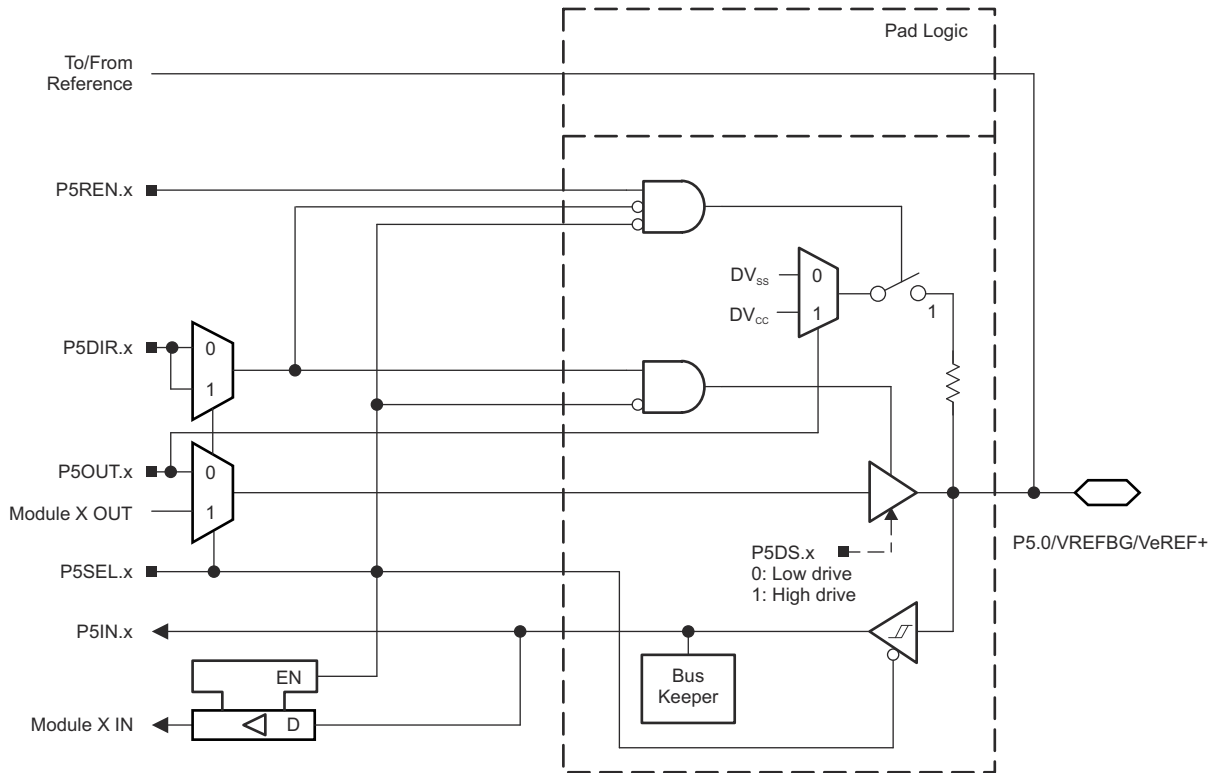 Pad Logic
To/From
Reference
P5REN.x
DVSS
0
DVCC
1
1
P5DIR.x
0
1
P5OUT.x
0
Module X OUT
1
P5.0/VREFBG/VeREF+
P5DS.x
0: Low drive
1: High drive
P5SEL.x
P5IN.x
EN
Bus
Keeper
Module X IN
D